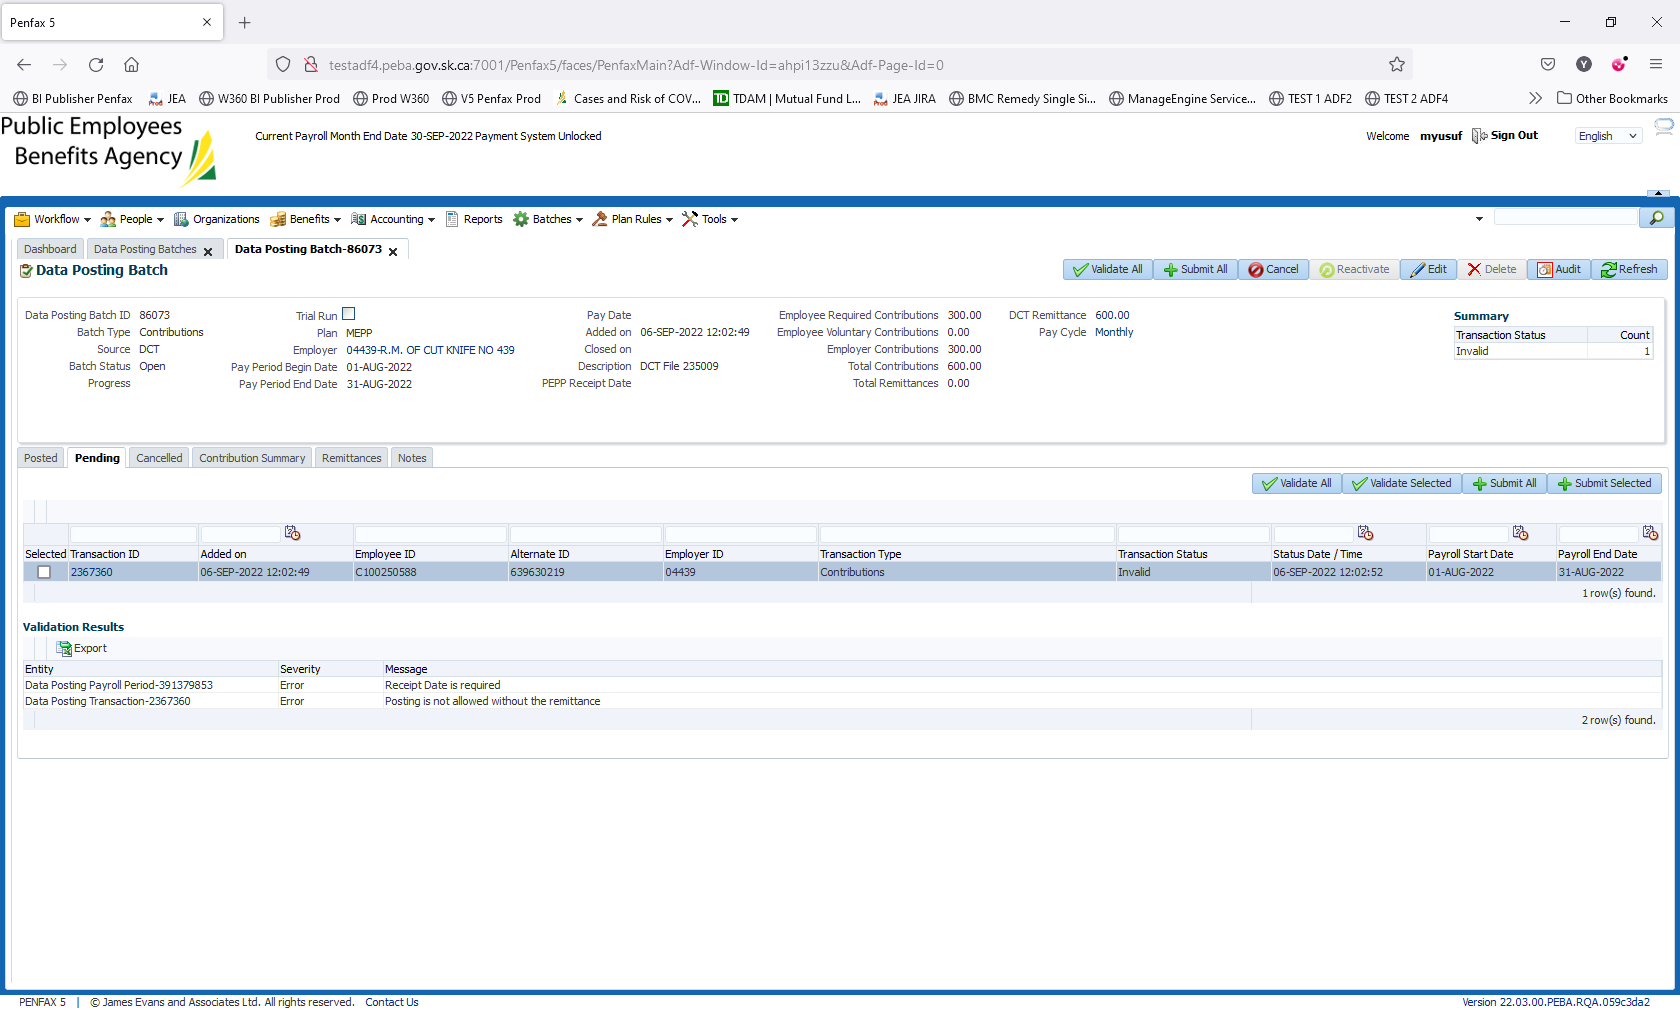 Penfax 5
testadf4.peba.gov.sk.ca:7001/Penfax5/faces/PenfaxMain?Adf-Window-Id=ahpi13zzu&Adf-Page-Id=0
BI Publisher Penfax JEA W360 BI Publisher Prod Prod W360 V5 Penfax Prod Cases and Risk of COV... TD TDAM | Mutual Fund L... JEA JIRA BMC Remedy Single Si... ManageEngine Service... TEST 1 ADF2 TEST 2 ADF4 Other Bookmarks
Public Employees
Benefits Agency
Current Payroll Month End Date 30-SEP-2022 Payment System Unlocked
Welcome myusuf Sign Out English
Workflow People Organizations Benefits Accounting Reports Batches Plan Rules Tools
Dashboard Data Posting Batches Data Posting Batch-86073
Data Posting Batch
Validate All Submit All Cancel Reactivate Edit Delete Audit Refresh
Data Posting Batch ID 86073 Trial Run Pay Date Employee Required Contributions 300.00 DCT Remittance 600.00 Summary
Batch Type Contributions Plan MEPP Added on 06-SEP-2022 12:02:49 Employee Voluntary Contributions 0.00 Pay Cycle Monthly Transaction Status Count
Source DCT Employer 04439-R.M. OF CUT KNIFE NO 439 Closed on Employer Contributions 300.00 Invalid 1
Batch Status Open Pay Period Begin Date 01-AUG-2022 Description DCT File 235009 Total Contributions 600.00
Progress Pay Period End Date 31-AUG-2022 PEPP Receipt Date Total Remittances 0.00
Posted Pending Cancelled Contribution Summary Remittances Notes
Validate All Validate Selected Submit All Submit Selected
Selected Transaction ID Added on Employee ID Alternate ID Employer ID Transaction Type Transaction Status Status Date / Time Payroll Start Date Payroll End Date
2367360 06-SEP-2022 12:02:49 C100250588 639630219 04439 Contributions Invalid 06-SEP-2022 12:02:52 01-AUG-2022 31-AUG-2022
1 row(s) found.
Validation Results
Export
Entity Severity Message
Data Posting Payroll Period-391379853 Error Receipt Date is required
Data Posting Transaction-2367360 Error Posting is not allowed without the remittance
2 row(s) found.
PENFAX 5 | © James Evans and Associates Ltd. All rights reserved. Contact Us Version 22.03.00.PEBA.RQA.059c3da2